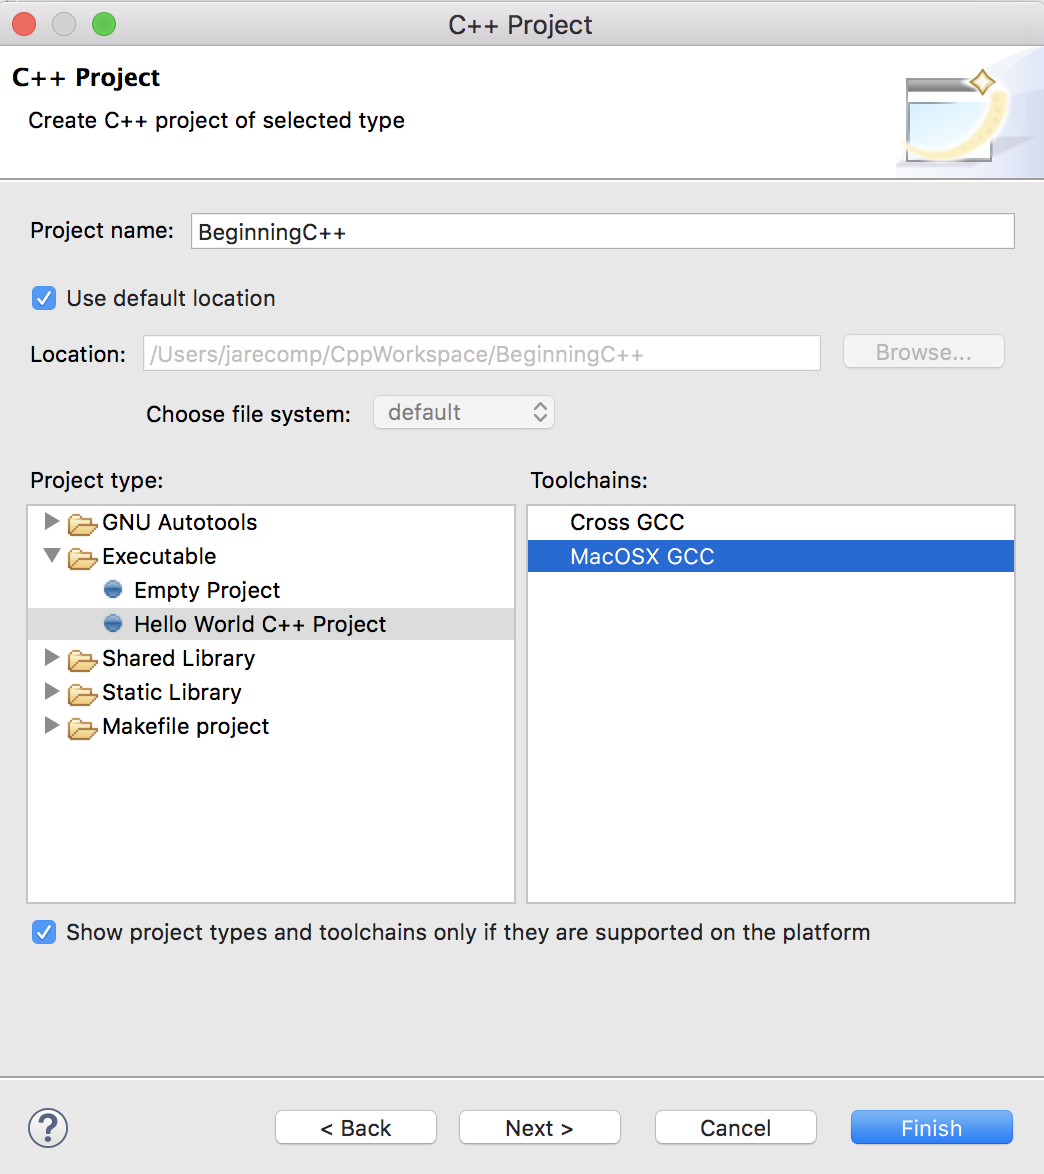 C++ Project
C++ Project
Create C++ project of selected type
Project name: BeginningC++
Use default location
Location: /Users/jarecomp/CppWorkspace/BeginningC++ Browse...
Choose file system: default
Project type: Toolchains:
GNU Autotools Cross GCC
Executable MacOSX GCC
Empty Project
Hello World C++ Project
Shared Library
Static Library
Makefile project
Show project types and toolchains only if they are supported on the platform
? < Back Next > Cancel Finish